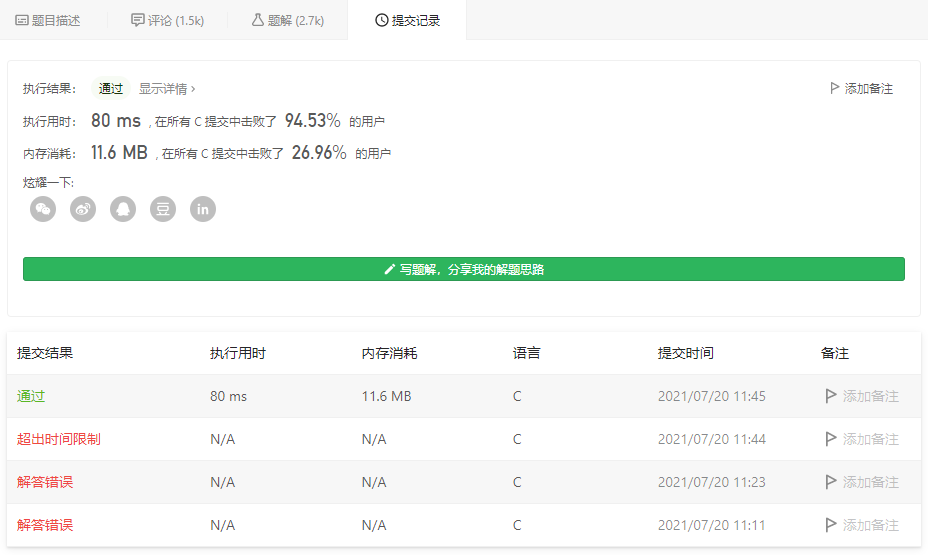 题目描述 评论 (1.5k) 题解 (2.7k) 提交记录
执行结果： 通过 显示详情 › 添加备注
执行用时： 80 ms , 在所有 C 提交中击败了 94.53% 的用户
内存消耗： 11.6 MB , 在所有 C 提交中击败了 26.96% 的用户
炫耀一下:
豆 in
写题解，分享我的解题思路
提交结果 执行用时 内存消耗 语言 提交时间 备注
通过 80 ms 11.6 MB C 2021/07/20 11:45 添加备注
超出时间限制 N/A N/A C 2021/07/20 11:44 添加备注
解答错误 N/A N/A C 2021/07/20 11:23 添加备注
解答错误 N/A N/A C 2021/07/20 11:11 添加备注